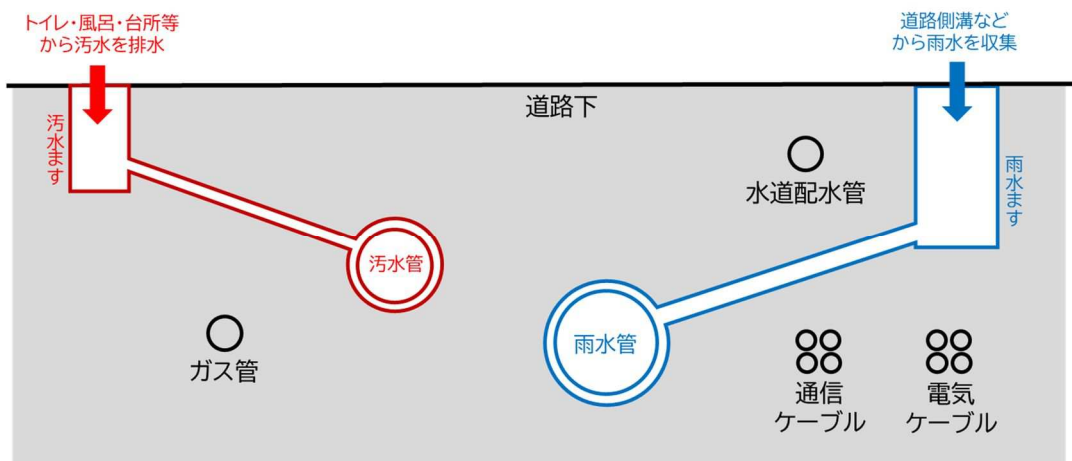 トイレ・風呂・台所等
から汚水を排水
道路側溝など
から雨水を収集
道路下
汚水ます
水道配水管
雨水ます
汚水管
雨水管
ガス管
通信
ケーブル
電気
ケーブル